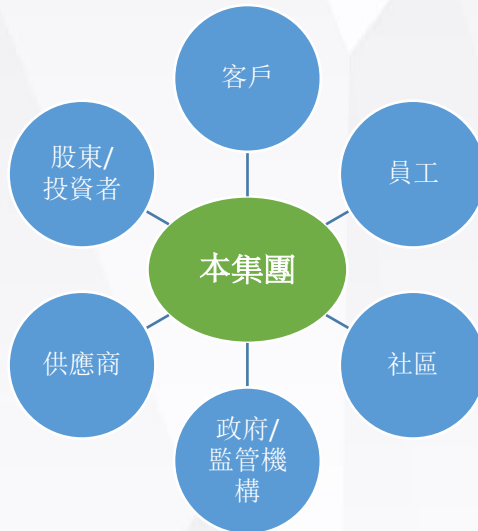 客戶
股東/
投資者
員工
本集團
供應商
社區
政府/
監管機
構